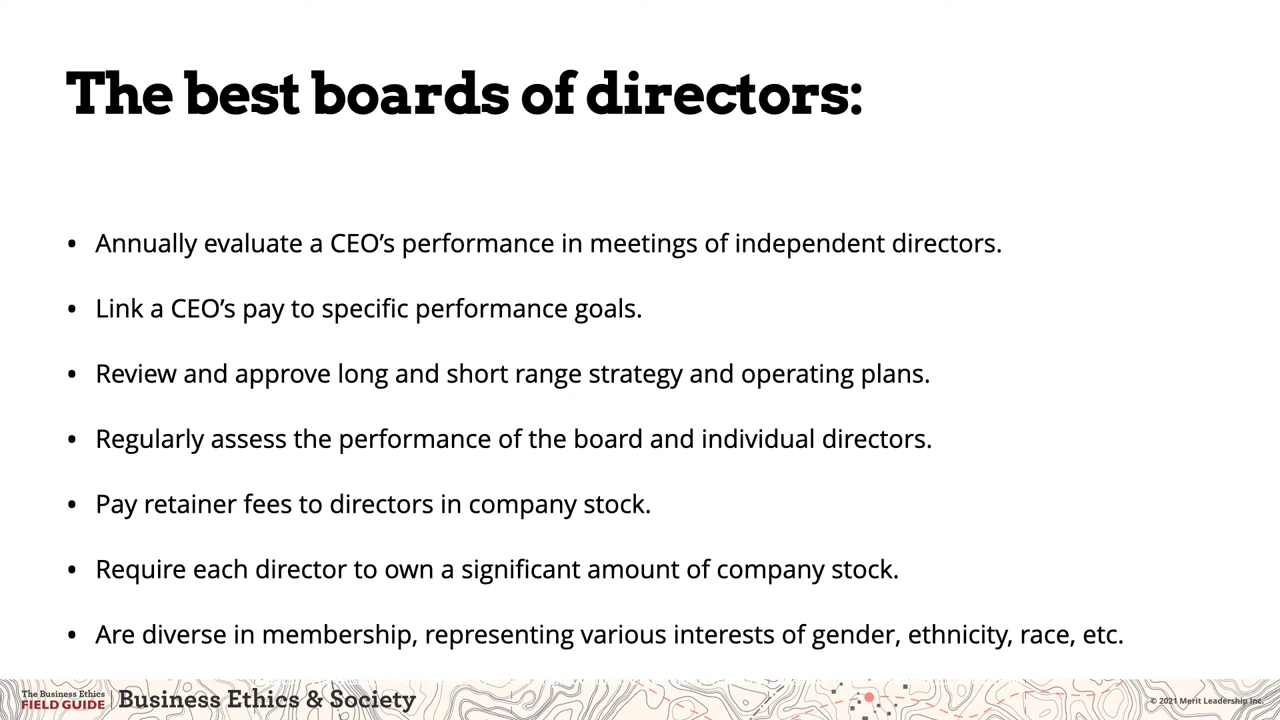 The best boards of directors:
• Annually evaluate a CEO’s performance in meetings of independent directors.
• Link a CEO’s pay to specific performance goals.
• Review and approve long and short range strategy and operating plans.
• Regularly assess the performance of the board and individual directors.
• Pay retainer fees to directors in company stock.
• Require each director to own a significant amount of company stock.
• Are diverse in membership, representing various interests of gender, ethnicity, race, etc.
The Business Ethics
FIELD GUIDE
Business Ethics & Society
© 2021 Merit Leadership Inc.